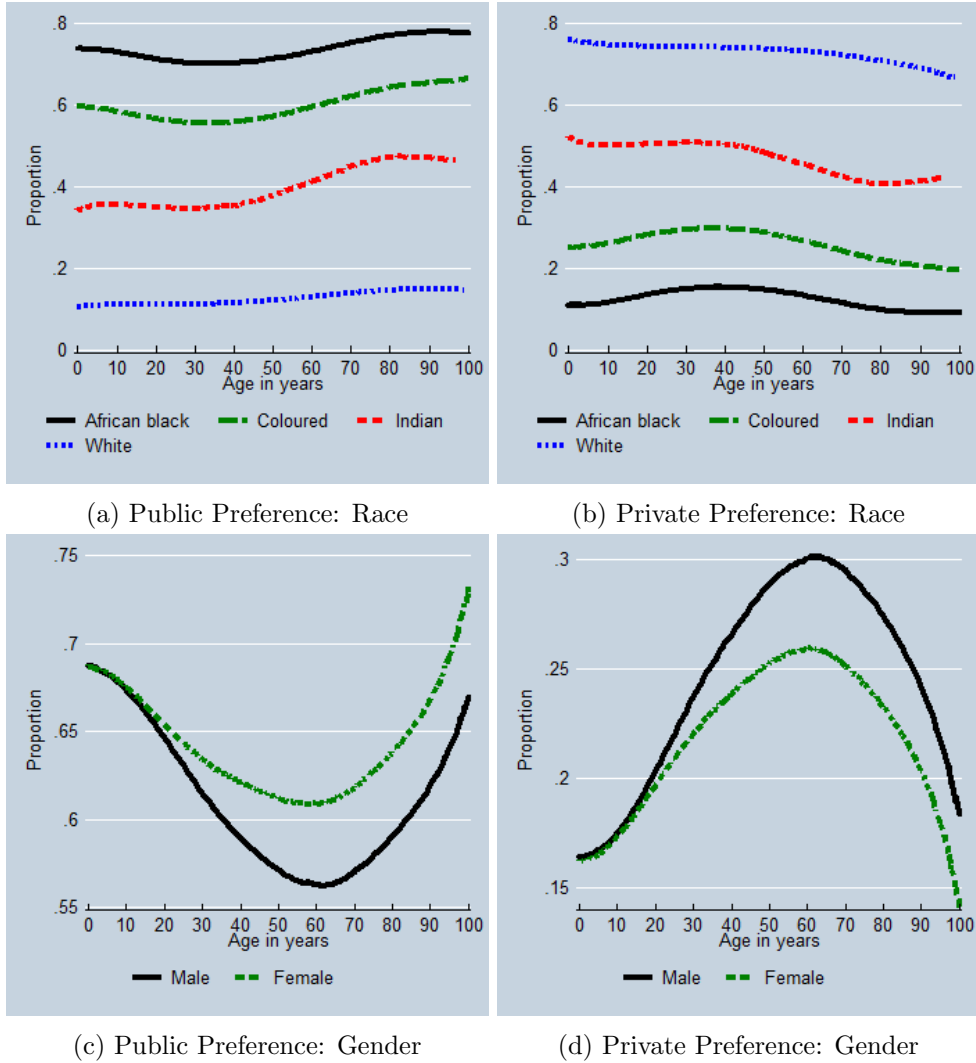 .8
.6
.4
.2
0
Proportion
0 10 20 30 40 50 60 70 80 90 100
Age in years
African black Coloured Indian
White
(a) Public Preference: Race
.8
.6
.4
.2
0
Proportion
0 10 20 30 40 50 60 70 80 90 100
Age in years
African black Coloured Indian
White
(b) Private Preference: Race
.75
.7
.65
.6
.55
Proportion
0 10 20 30 40 50 60 70 80 90 100
Age in years
Male Female
(c) Public Preference: Gender
.3
.25
.2
.15
Proportion
0 10 20 30 40 50 60 70 80 90 100
Age in years
Male Female
(d) Private Preference: Gender